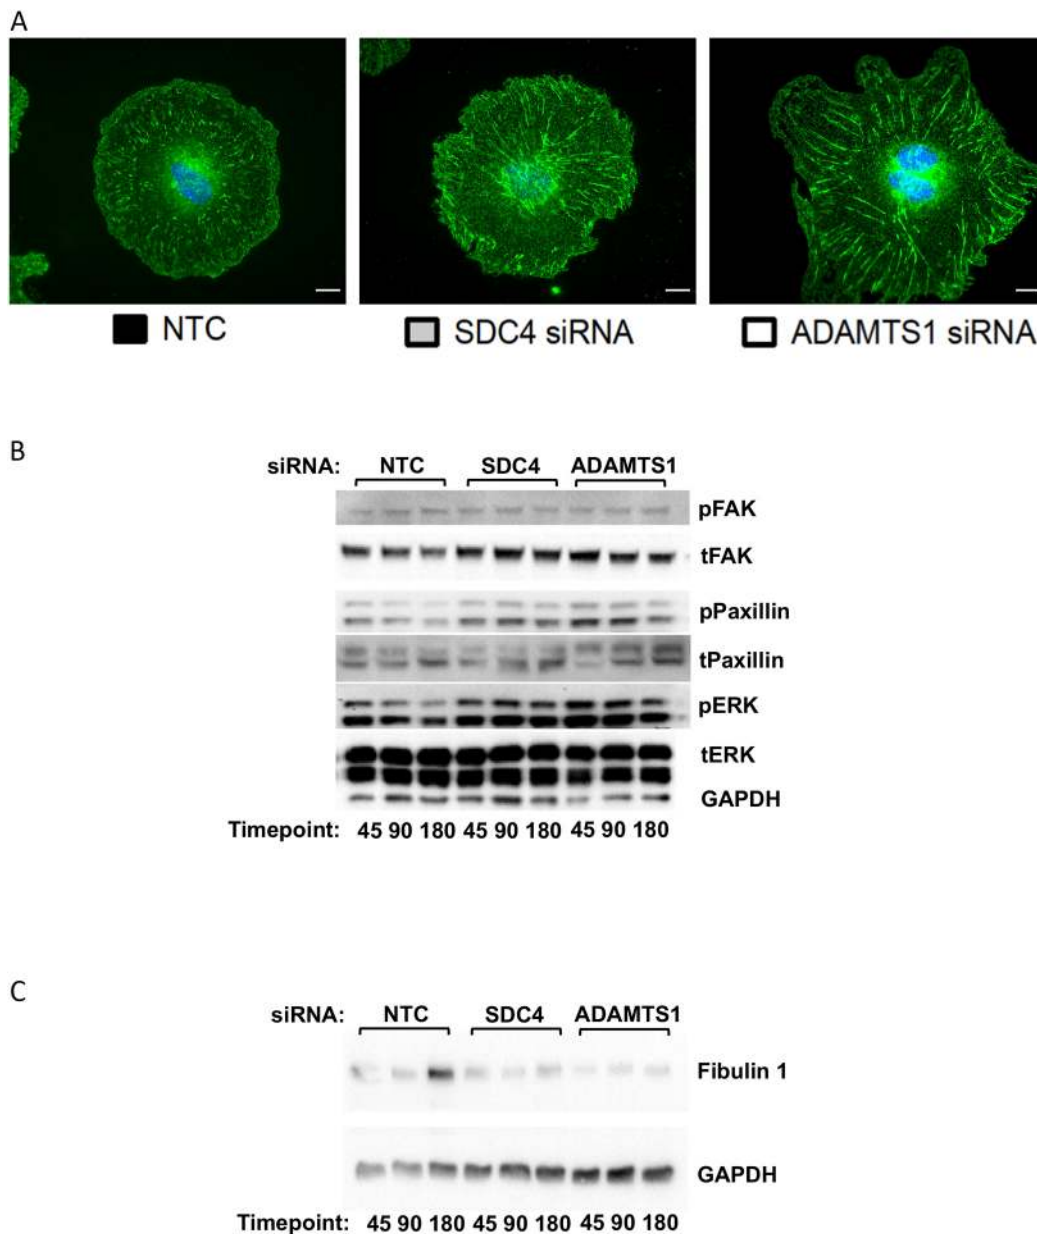 A
NTC SDC4 siRNA ADAMTS1 siRNA
B
siRNA: NTC SDC4 ADAMTS1
pFAK
tFAK
pPaxillin
tPaxillin
pERK
tERK
GAPDH
Timepoint: 45 90 180 45 90 180 45 90 180
C
siRNA: NTC SDC4 ADAMTS1
Fibulin 1
GAPDH
Timepoint: 45 90 180 45 90 180 45 90 180